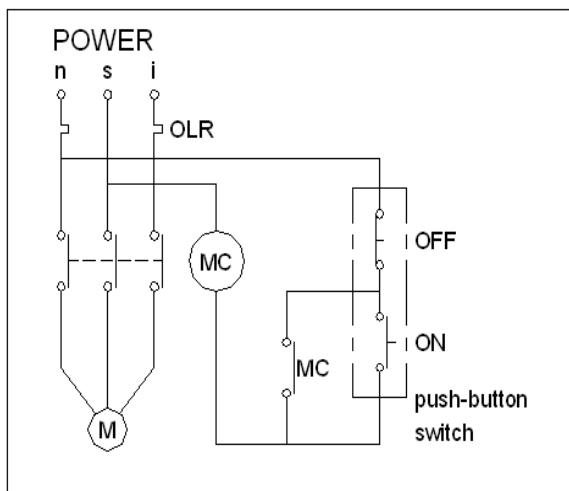 POWER
n s i
OLR
OFF
MC
ON
MC
push-button
switch
M